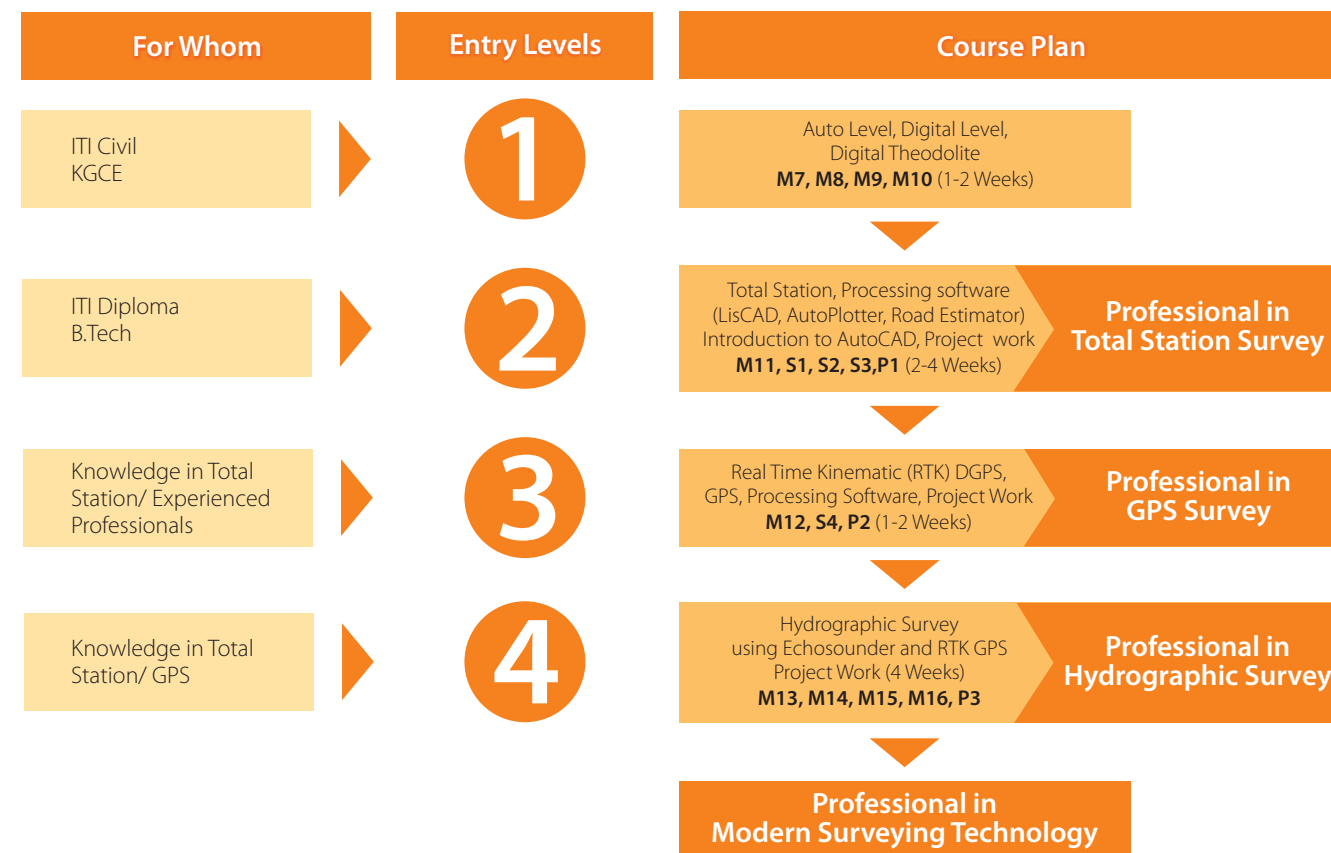 For Whom
Entry Levels
Course Plan
ITI Civil
KGCE
1
Auto Level, Digital Level,
Digital Theodolite
M7, M8, M9, M10 (1-2 Weeks)
ITI Diploma
B.Tech
2
Total Station, Processing software
(LisCAD, AutoPlotter, Road Estimator)
Introduction to AutoCAD, Project work
M11, S1, S2, S3,P1 (2-4 Weeks)
Professional in
Total Station Survey
Knowledge in Total
Station/ Experienced
Professionals
3
Real Time Kinematic (RTK) DGPS,
GPS, Processing Software, Project Work
M12, S4, P2 (1-2 Weeks)
Professional in
GPS Survey
Knowledge in Total
Station/ GPS
4
Hydrographic Survey
using Echosounder and RTK GPS
Project Work (4 Weeks)
M13, M14, M15, M16, P3
Professional in
Hydrographic Survey
Professional in
Modern Surveying Technology